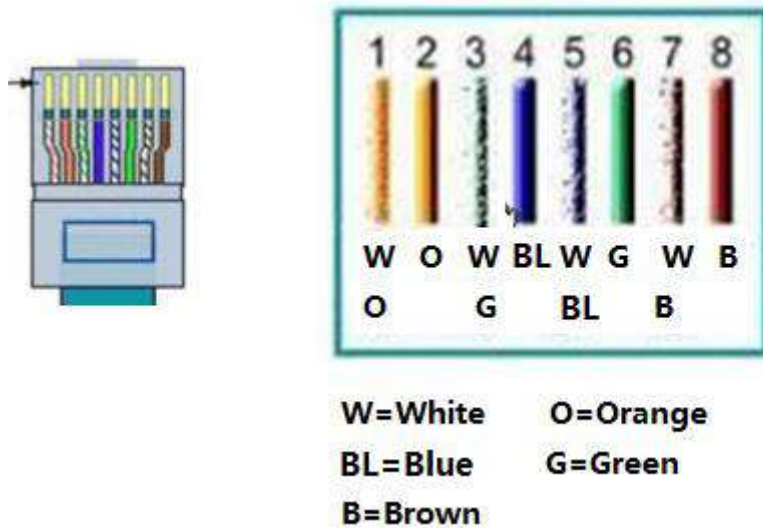 1 2 3 4 5 6 7 8
W O W BL W G W B
O G BL B
W=White O=Orange
BL=Blue G=Green
B=Brown